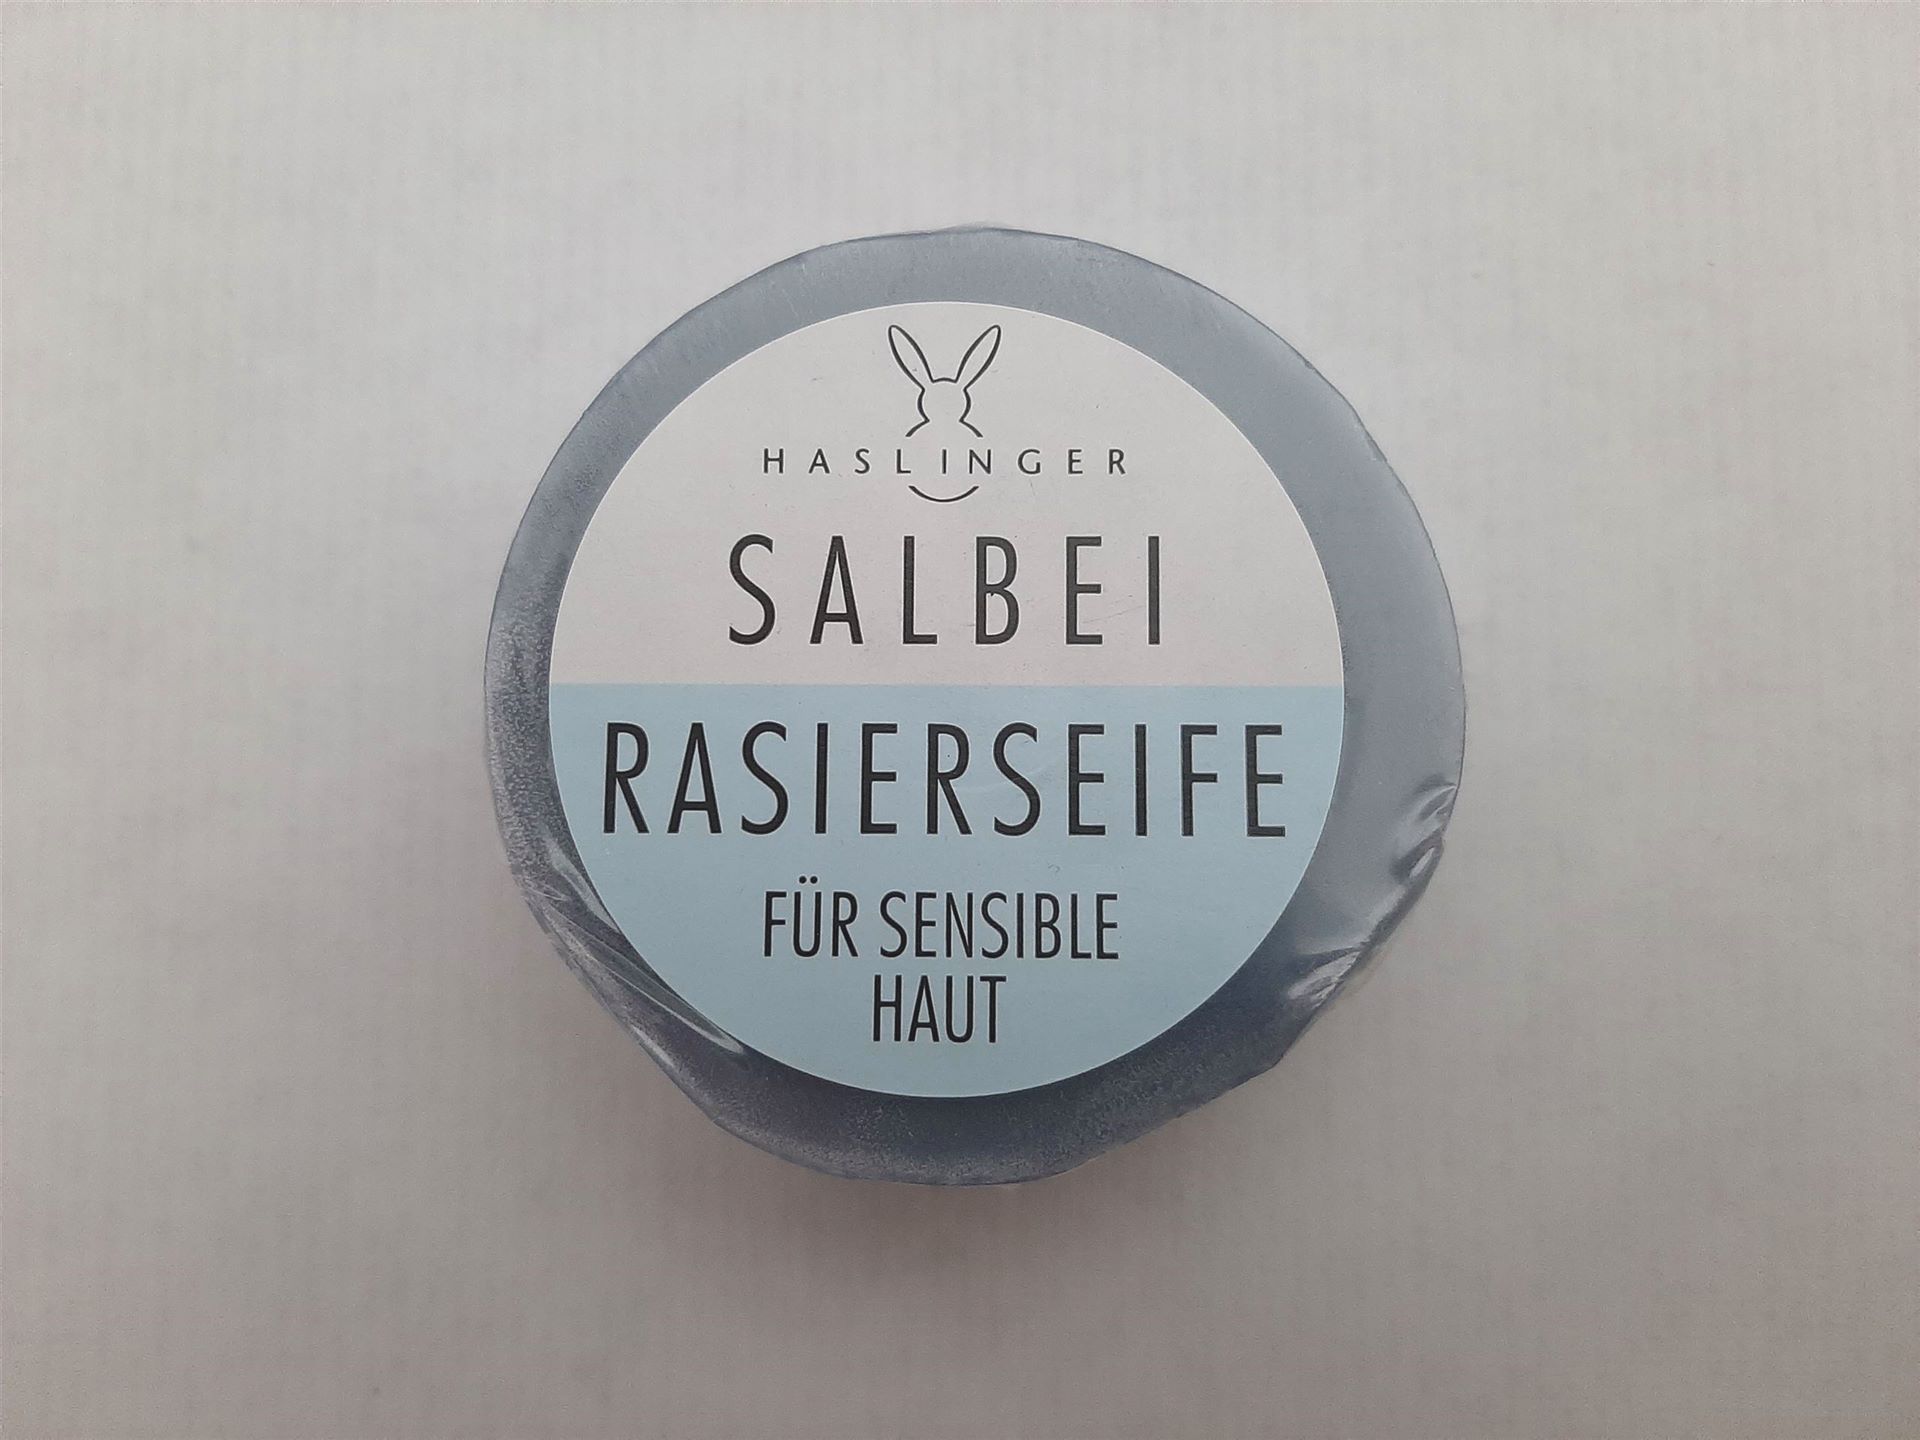 HASLINGER
SALBEI
RASIERSEIFE
FÜR SENSIBLE
HAUT